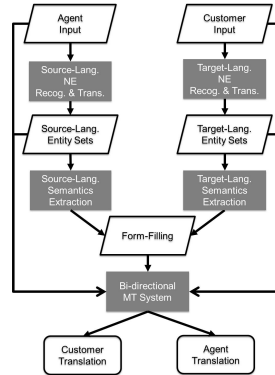 Agent
Input
Customer
Input
Source-Lang.
NE
Recog. & Trans.
Target-Lang.
NE
Recog. & Trans.
Source-Lang.
Entity Sets
Target-Lang.
Entity Sets
Source-Lang.
Semantics
Extraction
Target-Lang.
Semantics
Extraction
Form-Filling
Bi-directional
MT System
Customer
Translation
Agent
Translation